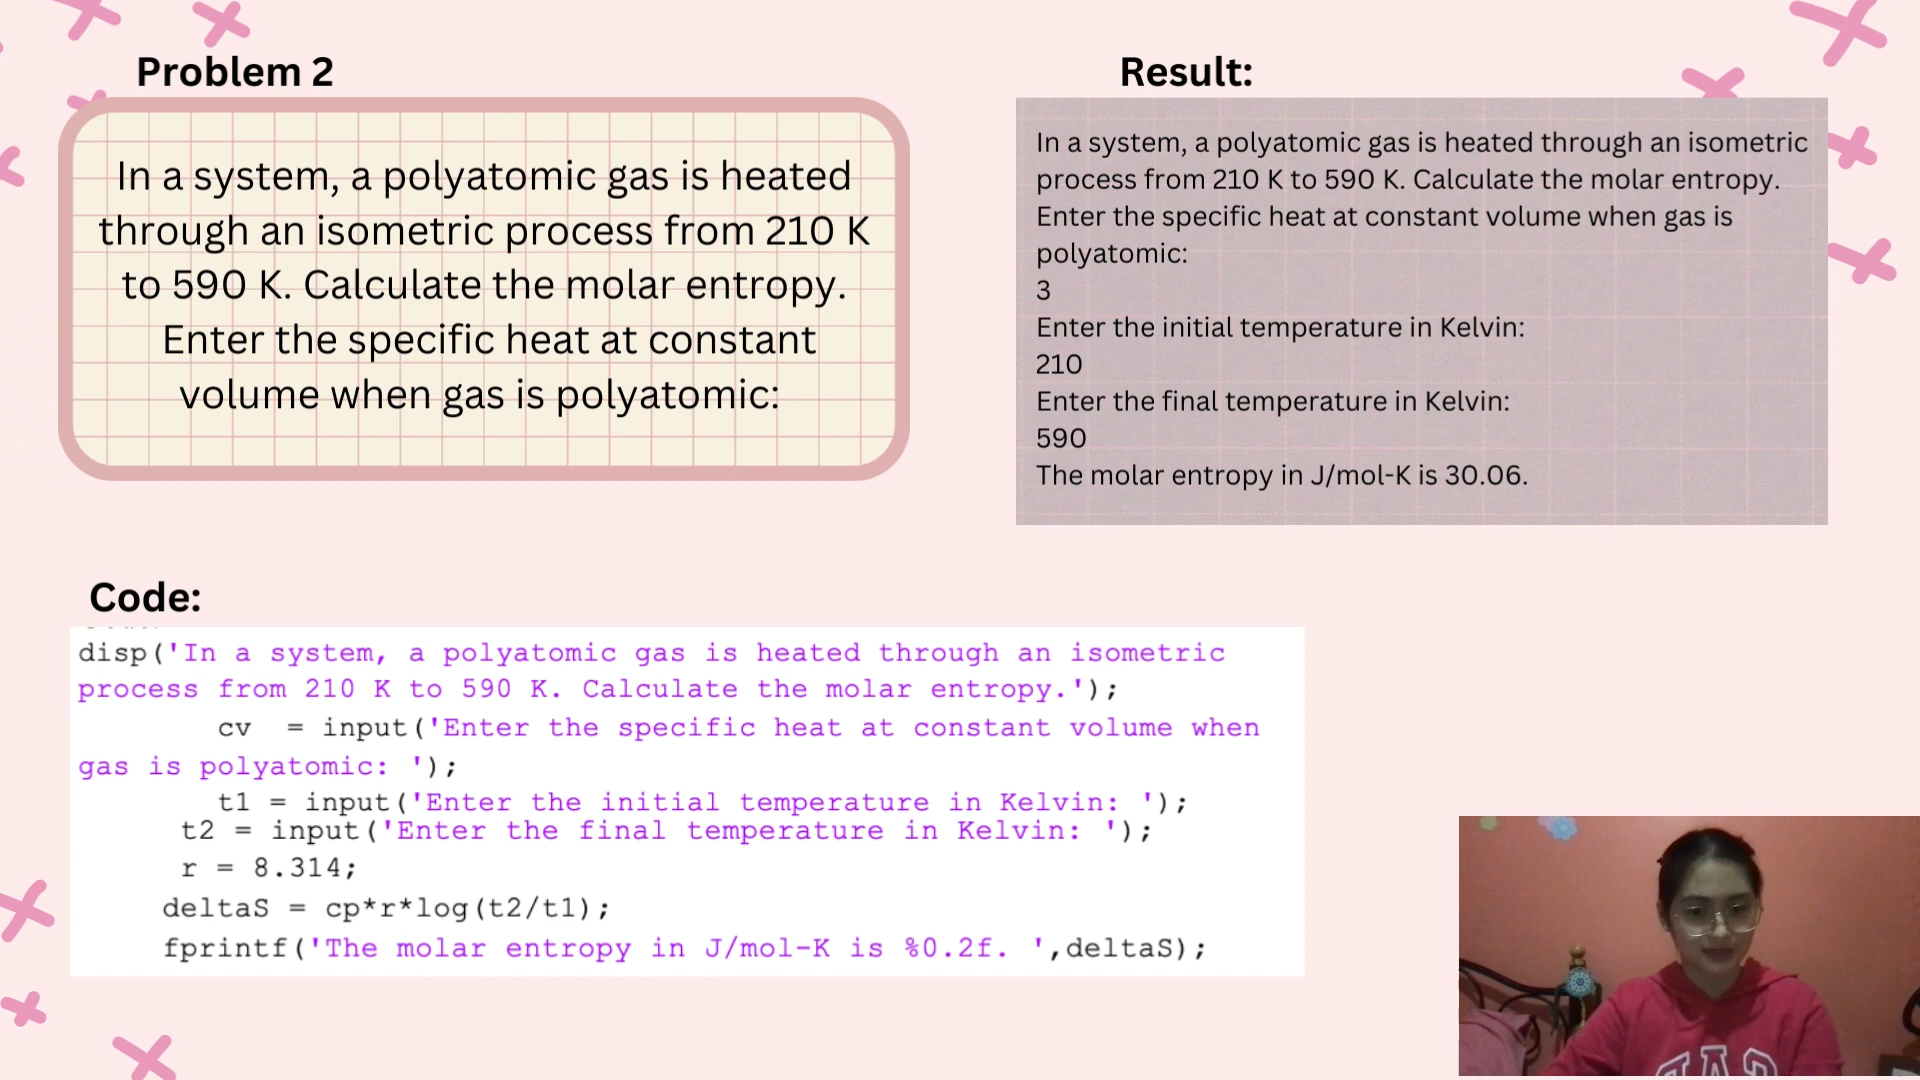 Problem 2
In a system, a polyatomic gas is heated
through an isometric process from 210 K
to 590 K. Calculate the molar entropy.
Enter the specific heat at constant
volume when gas is polyatomic:
Result:
In a system, a polyatomic gas is heated through an isometric
process from 210 K to 590 K. Calculate the molar entropy.
Enter the specific heat at constant volume when gas is
polyatomic:
3
Enter the initial temperature in Kelvin:
210
Enter the final temperature in Kelvin:
590
The molar entropy in J/mol-K is 30.06.
Code:
disp('In a system, a polyatomic gas is heated through an isometric
process from 210 K to 590 K. Calculate the molar entropy.');
cv = input('Enter the specific heat at constant volume when
gas is polyatomic: ');
t1 = input('Enter the initial temperature in Kelvin: ');
t2 = input('Enter the final temperature in Kelvin: ');
r = 8.314;
deltaS = cp*r*log(t2/t1);
fprintf('The molar entropy in J/mol-K is %0.2f. ',deltaS);